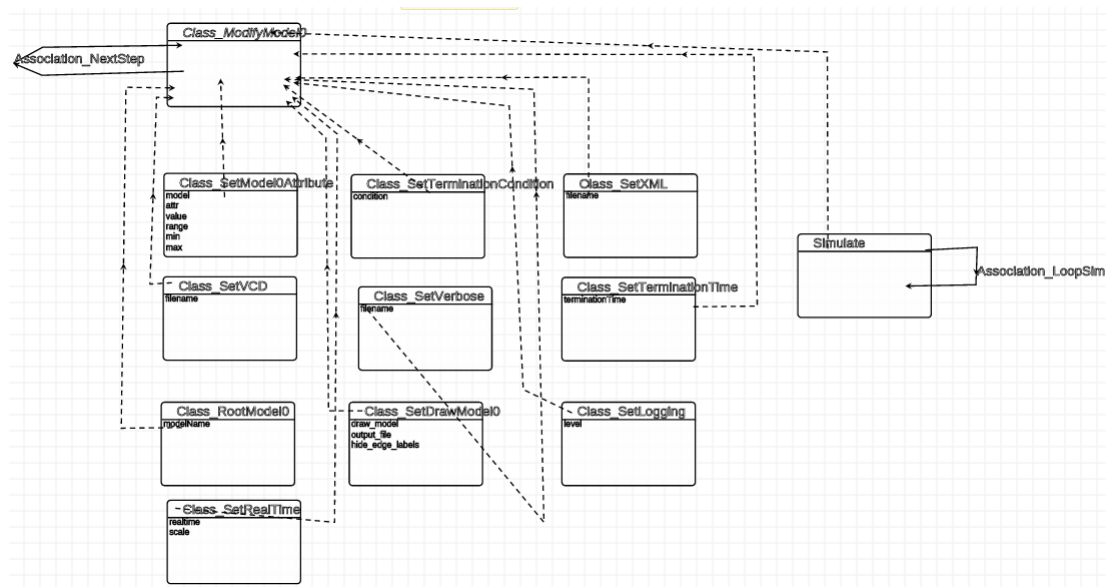 Class_ModifyModel0
Association_NextStep
Class_SetModel0Attribute
model
attr
value
range
min
max
Class_SetTerminationCondition
condition
Class_SetXML
filename
Simulate
Association_LoopSim
Class_SetVCD
filename
Class_SetVerbose
filename
Class_SetTerminationTime
terminationTime
Class_RootModel0
modelName
Class_SetDrawModel0
draw_model
output_file
hide_edge_labels
Class_SetLogging
level
Class_SetRealTime
realtime
scale